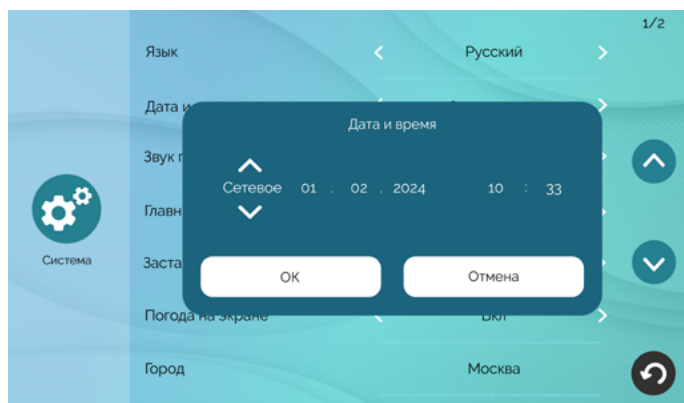 1/2
Язык
Русский
Дата и
Дата и время
Звук
Сетевое 01 . 02 . 2024 10 : 33
Главн
Система
Заста
OK
Отмена
Погода на экране
Вкл
Город
Москва